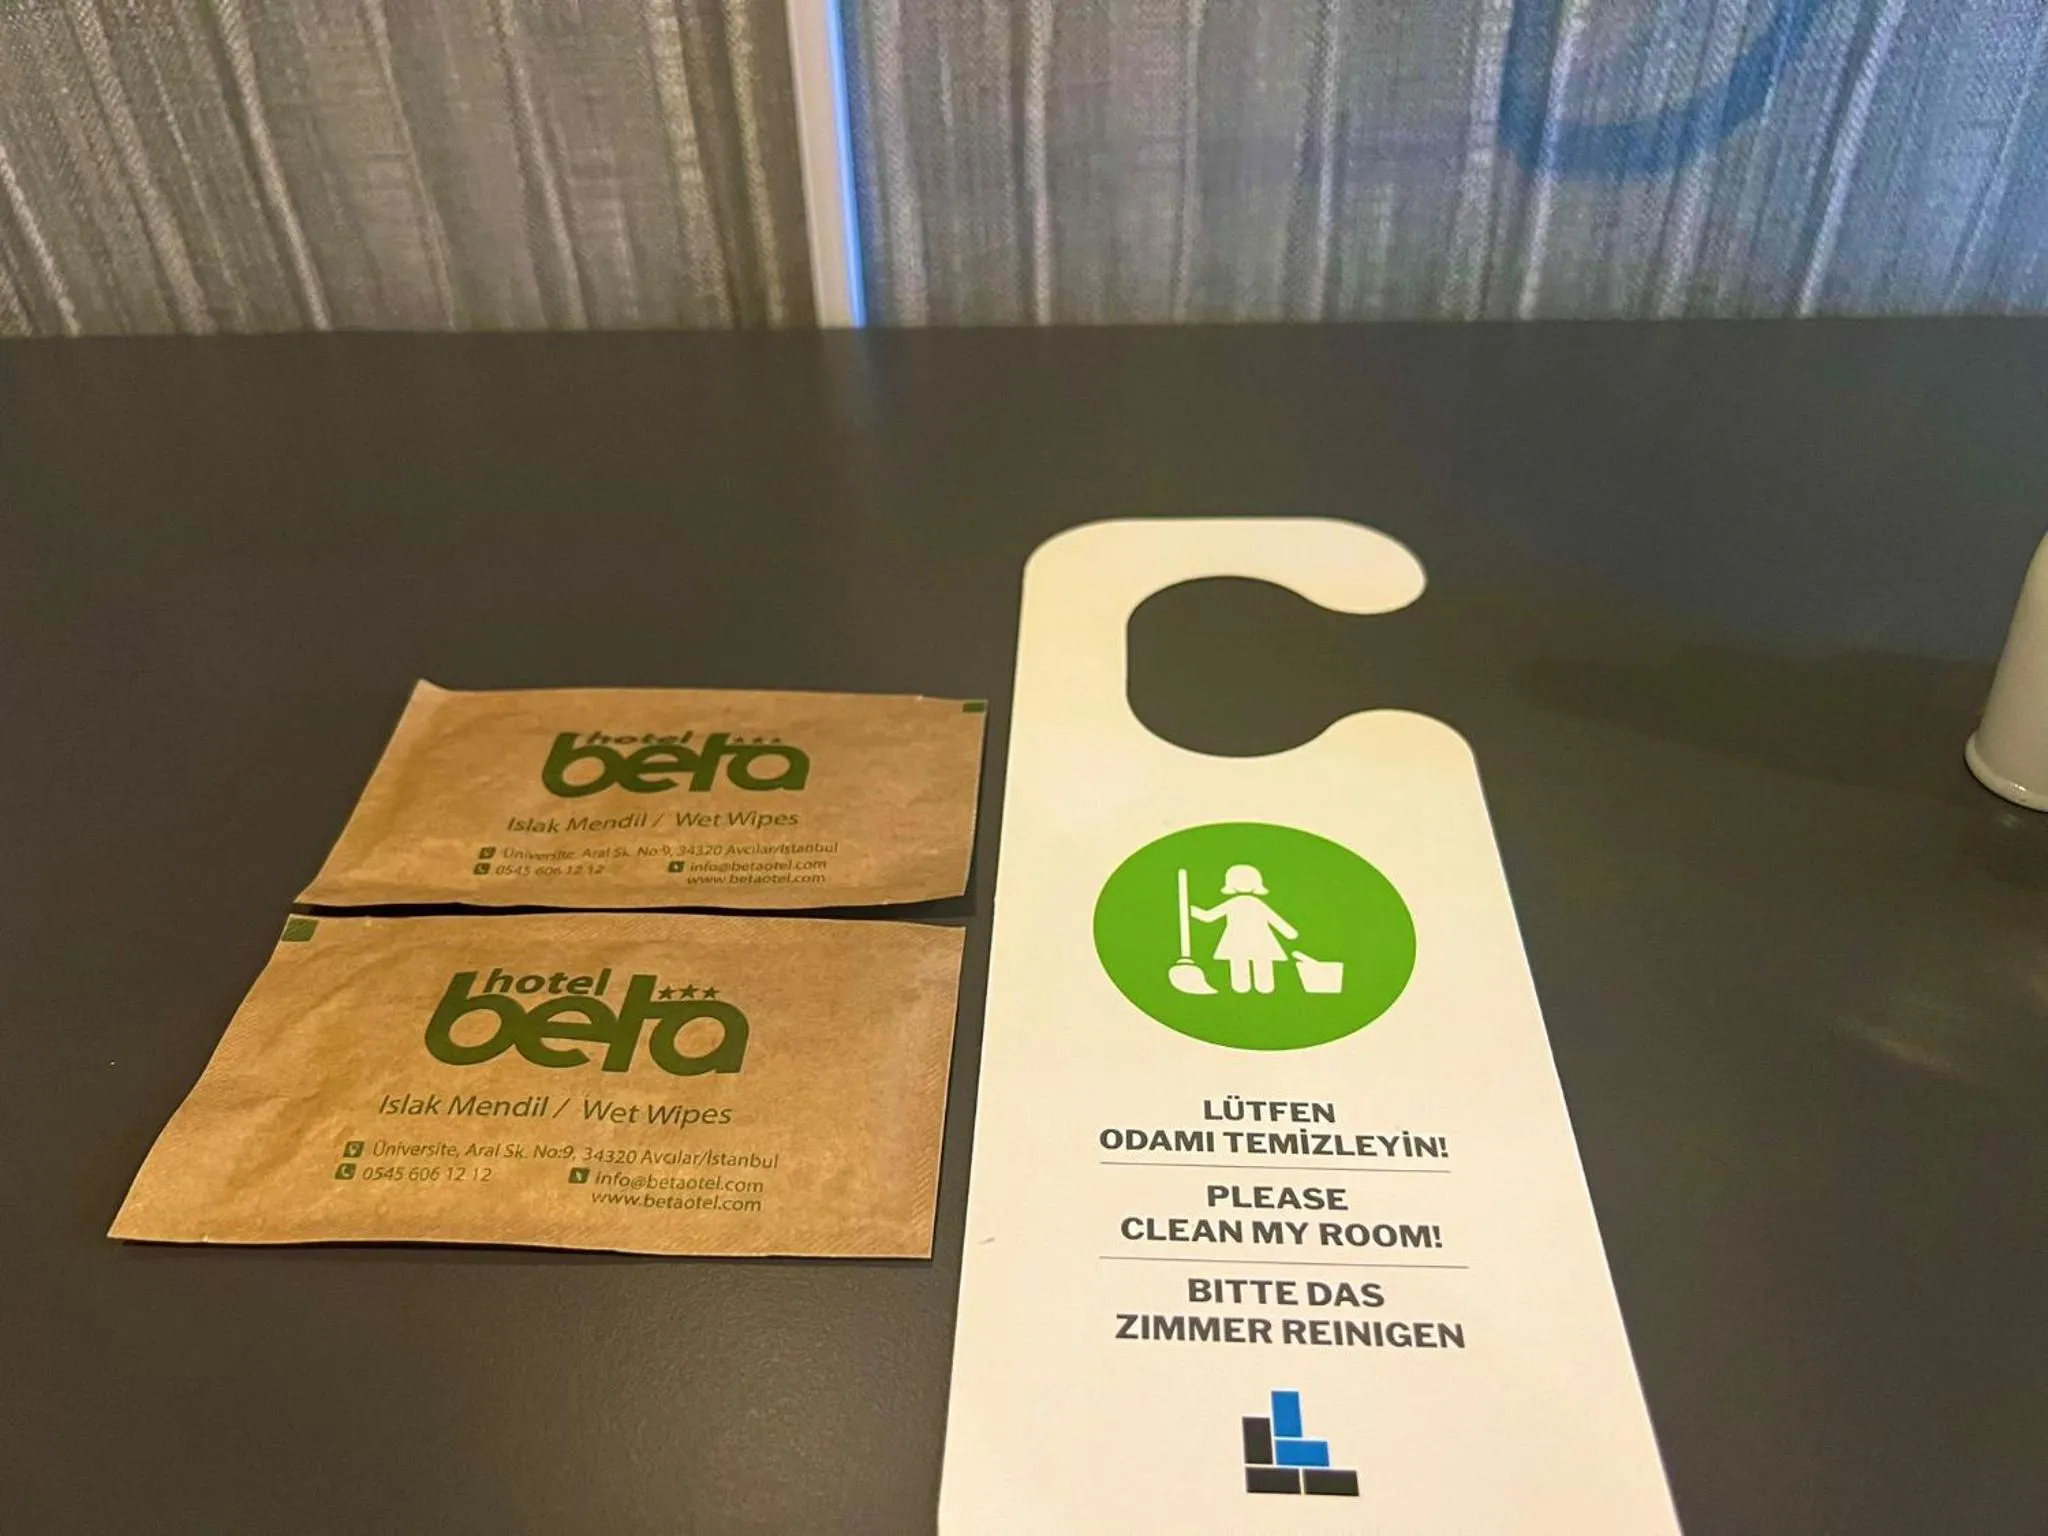 hotel
beta
Islak Mendil / Wet Wipes
Üniversite, Aral Sk. No:9, 34320 Avcılar/İstanbul
0545 606 12 12
info@betaotel.com
www.betaotel.com
hotel
beta
Islak Mendil / Wet Wipes
Üniversite, Aral Sk. No:9, 34320 Avcılar/İstanbul
0545 606 12 12
info@betaotel.com
www.betaotel.com
LÜTFEN
ODAMI TEMİZLEYİN!
PLEASE
CLEAN MY ROOM!
BITTE DAS
ZIMMER REINIGEN